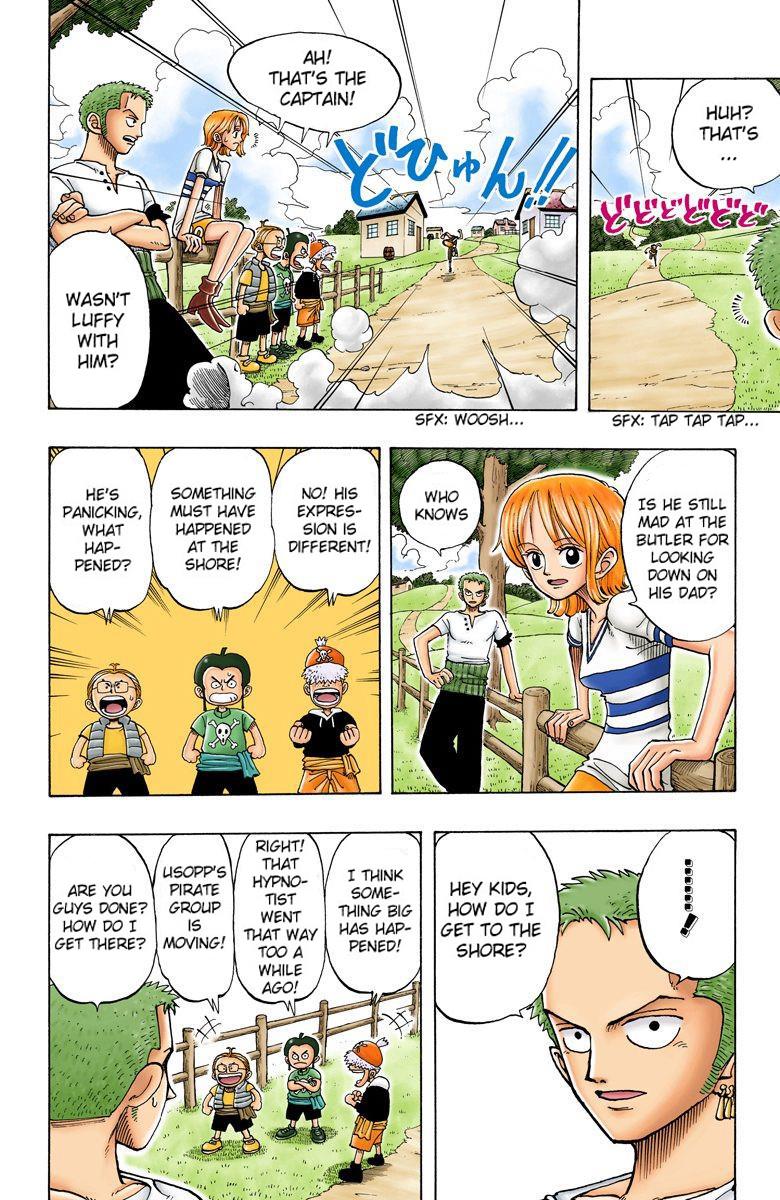 HUH?
THAT'S
...
どどどどどど
SFX: TAP TAP TAP...
AH!
THAT'S THE
CAPTAIN!
どひゅん!!
WASN'T
LUFFY
WITH
HIM?
SFX: WOOSH...
IS HE STILL
MAD AT THE
BUTLER FOR
LOOKING
DOWN ON
HIS DAD?
WHO
KNOWS
NO! HIS
EXPRES-
SION IS
DIFFERENT!
SOMETHING
MUST HAVE
HAPPENED
AT THE
SHORE!
HE'S
PANICKING,
WHAT
HAP-
PENED?
........!
HEY KIDS,
HOW DO I
GET TO THE
SHORE?
I THINK
SOME-
THING BIG
HAS HAP-
PENED!
RIGHT!
THAT
HYPNO-
TIST
WENT
THAT WAY
TOO A
WHILE
AGO!
USOPP'S
PIRATE
GROUP
IS
MOVING!
ARE YOU
GUYS DONE?
HOW DO I
GET THERE?